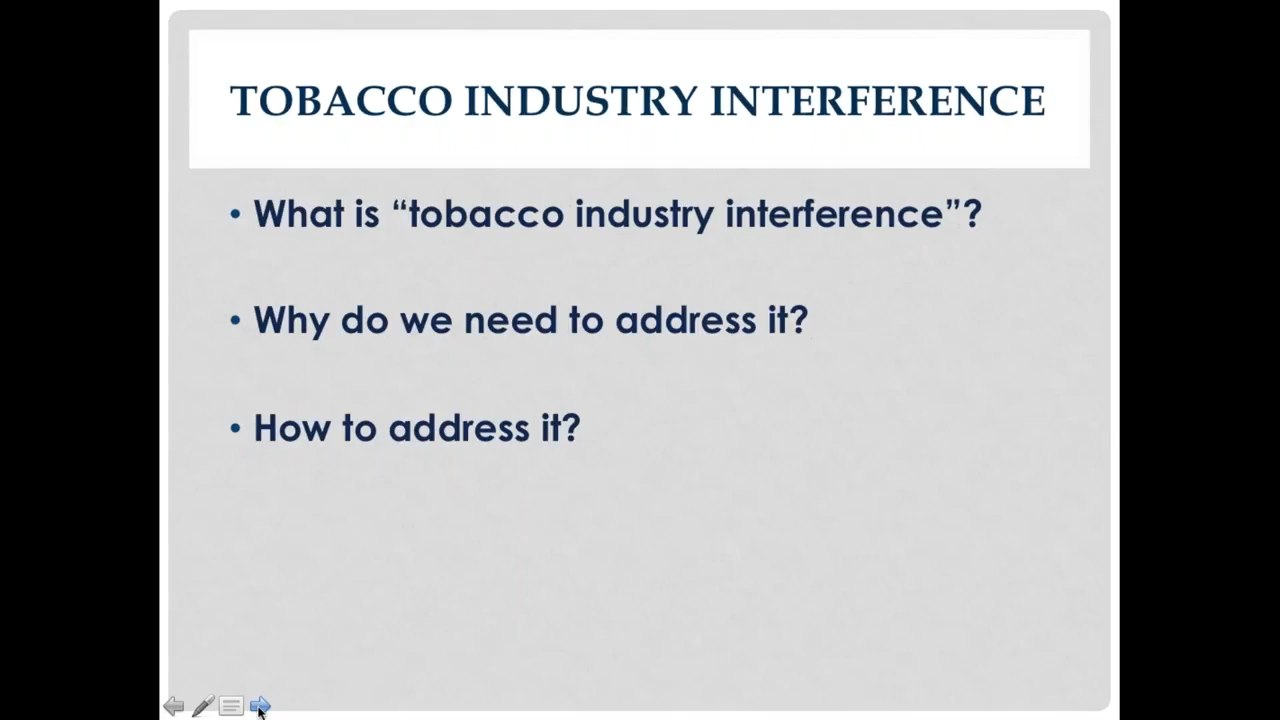 TOBACCO INDUSTRY INTERFERENCE
• What is “tobacco industry interference”?
• Why do we need to address it?
• How to address it?